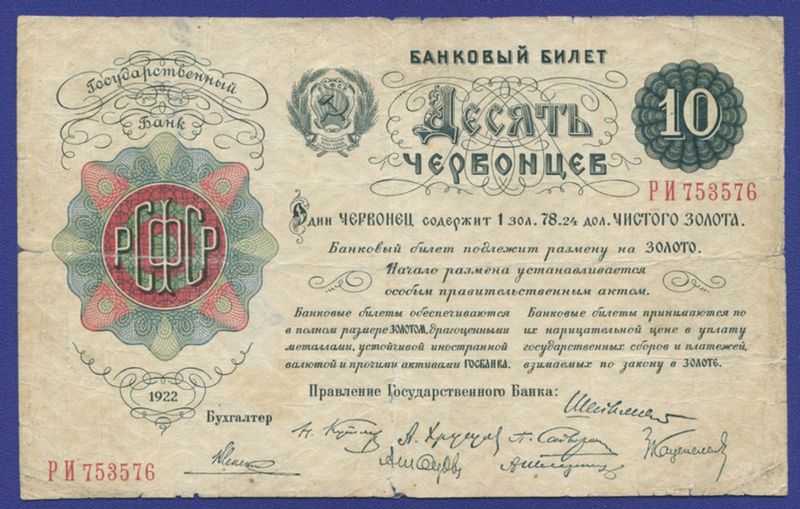 БАНКОВЫЙ БИЛЕТ
Государственный
Банк
Десять
ЧЕРВОНЦЕВ
10
РИ 753576
РСФСР
Один ЧЕРВОНЕЦ содержит 1 зол. 78.24 дол. ЧИСТОГО ЗОЛОТА.
Банковый билет подлежит размену на ЗОЛОТО.
Начало размена устанавливается
особым правительственным актом.
Банковые билеты обеспечиваются
в полном размере ЗОЛОТОМ, драгоценными
металлами, устойчивой иностранной
валютой и прочими активами ГОСБАНКА.
Банковые билеты принимаются по
их нарицательной цене в уплату
государственных сборов и платежей,
взимаемых по закону в ЗОЛОТЕ.
1922
Правление Государственного Банка:
Бухгалтер
РИ 753576